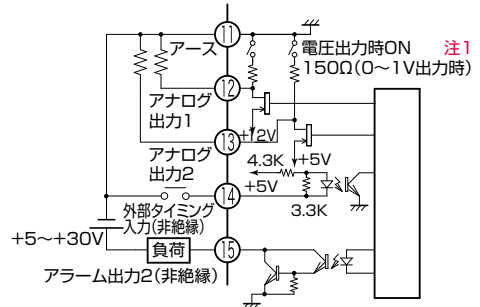 11
アース
電圧出力時ON 注1
150Ω(0～1V出力時)
12
アナログ
出力1
+12V
13
アナログ
出力2
+5V
4.3K
+5V
14
3.3K
外部タイミング
入力(非絶縁)
+5～+30V
負荷
15
アラーム出力2(非絶縁)